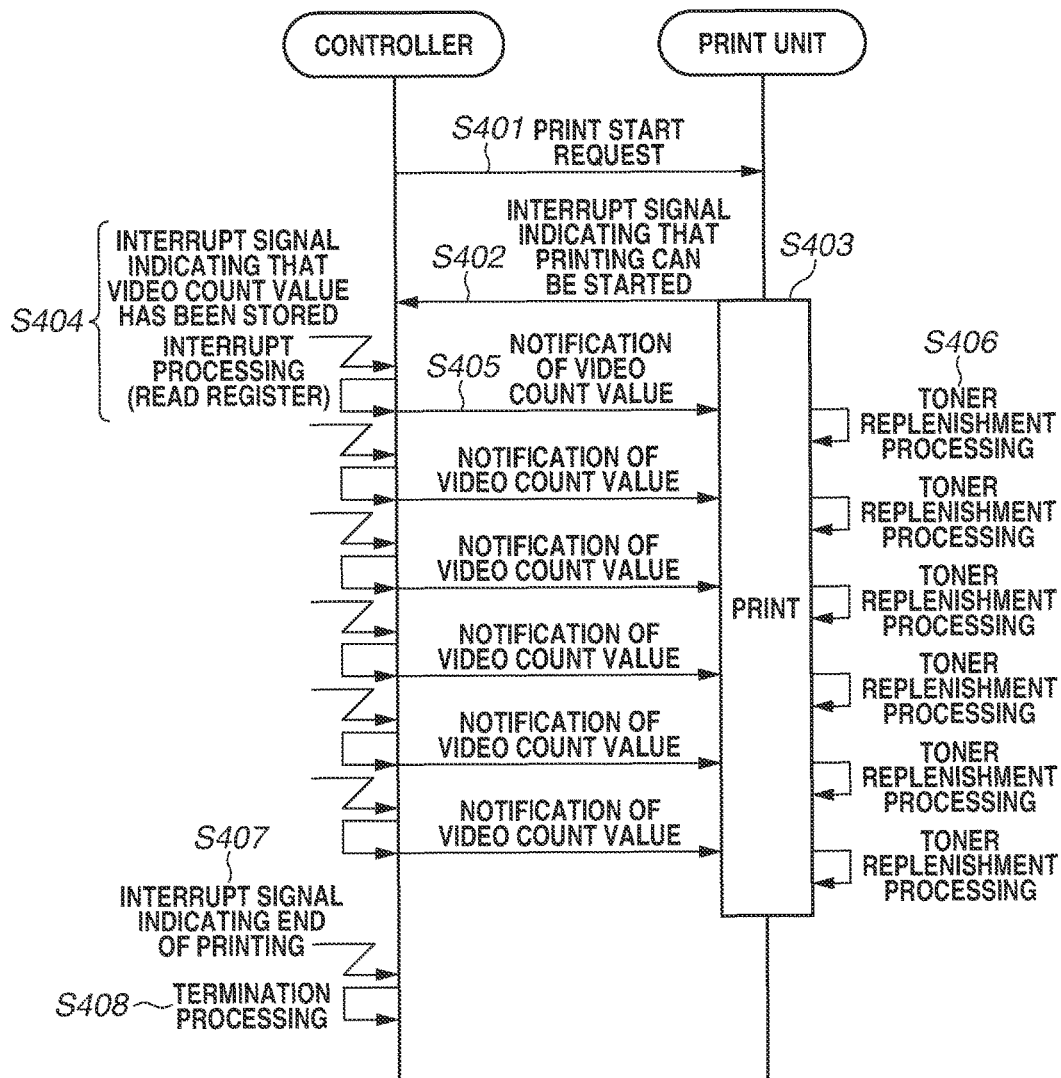 CONTROLLER
PRINT UNIT
S401 PRINT START
REQUEST
INTERRUPT SIGNAL
INDICATING THAT
PRINTING CAN
BE STARTED
S402
S403
S404
INTERRUPT SIGNAL
INDICATING THAT
VIDEO COUNT VALUE
HAS BEEN STORED
INTERRUPT
PROCESSING
(READ REGISTER)
S405
NOTIFICATION
OF VIDEO
COUNT VALUE
S406
TONER
REPLENISHMENT
PROCESSING
NOTIFICATION OF
VIDEO COUNT VALUE
TONER
REPLENISHMENT
PROCESSING
NOTIFICATION OF
VIDEO COUNT VALUE
TONER
REPLENISHMENT
PROCESSING
PRINT
NOTIFICATION OF
VIDEO COUNT VALUE
TONER
REPLENISHMENT
PROCESSING
NOTIFICATION OF
VIDEO COUNT VALUE
TONER
REPLENISHMENT
PROCESSING
NOTIFICATION OF
VIDEO COUNT VALUE
TONER
REPLENISHMENT
PROCESSING
S407
INTERRUPT SIGNAL
INDICATING END
OF PRINTING
S408
TERMINATION
PROCESSING